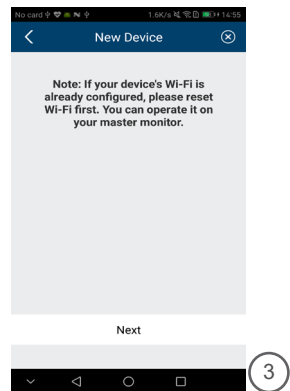 No card 1.6K/s 14:55
New Device
Note: If your device's Wi-Fi is
already configured, please reset
Wi-Fi first. You can operate it on
your master monitor.
Next
3